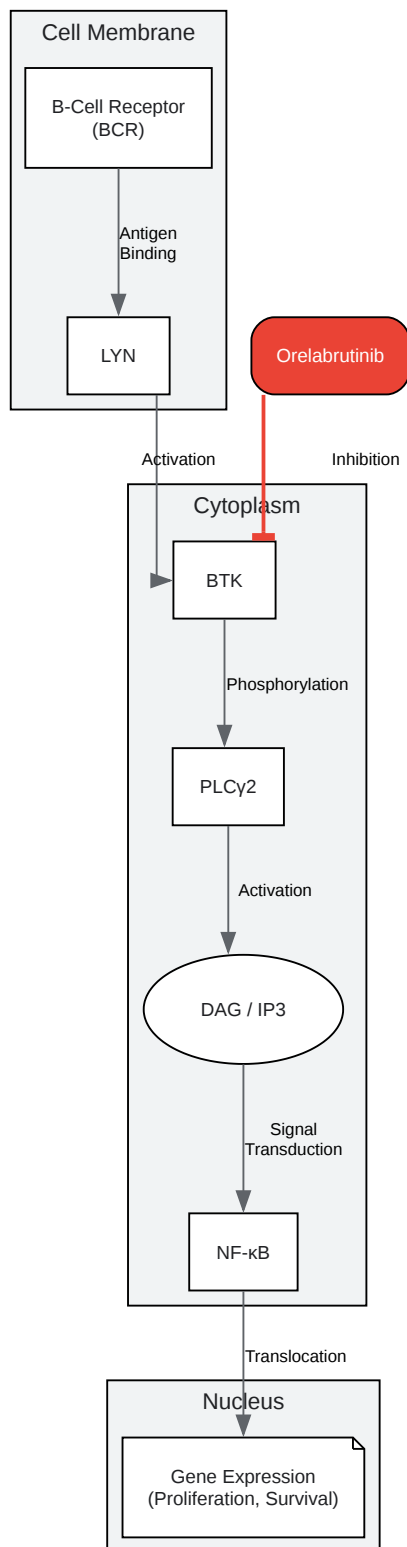 Cell Membrane
B-Cell Receptor
(BCR)
Antigen
Binding
LYN
Orelabrutinib
Activation
Inhibition
Cytoplasm
BTK
Phosphorylation
PLCγ2
Activation
DAG / IP3
Signal
Transduction
NF-κB
Translocation
Nucleus
Gene Expression
(Proliferation, Survival)